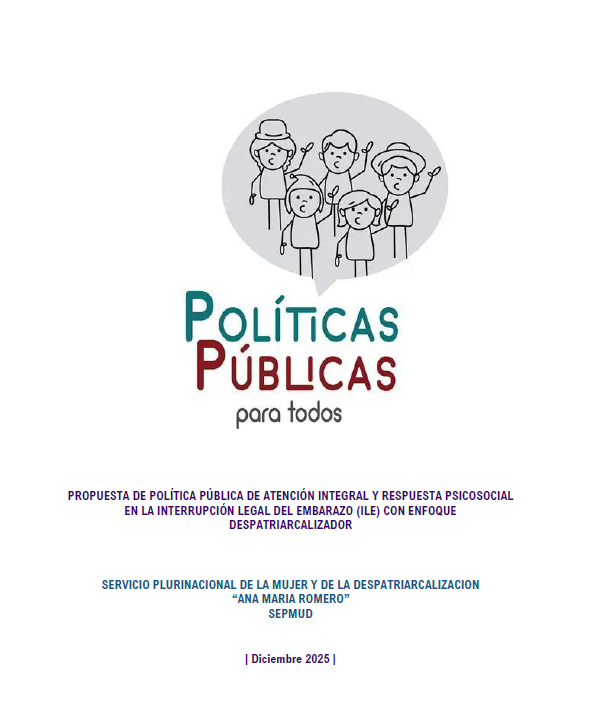 POLÍTICAS
PÚBLICAS
para todos
PROPUESTA DE POLÍTICA PÚBLICA DE ATENCIÓN INTEGRAL Y RESPUESTA PSICOSOCIAL
EN LA INTERRUPCIÓN LEGAL DEL EMBARAZO (ILE) CON ENFOQUE
DESPATRIARCALIZADOR
SERVICIO PLURINACIONAL DE LA MUJER Y DE LA DESPATRIARCALIZACION
“ANA MARIA ROMERO”
SEPMUD
| Diciembre 2025 |